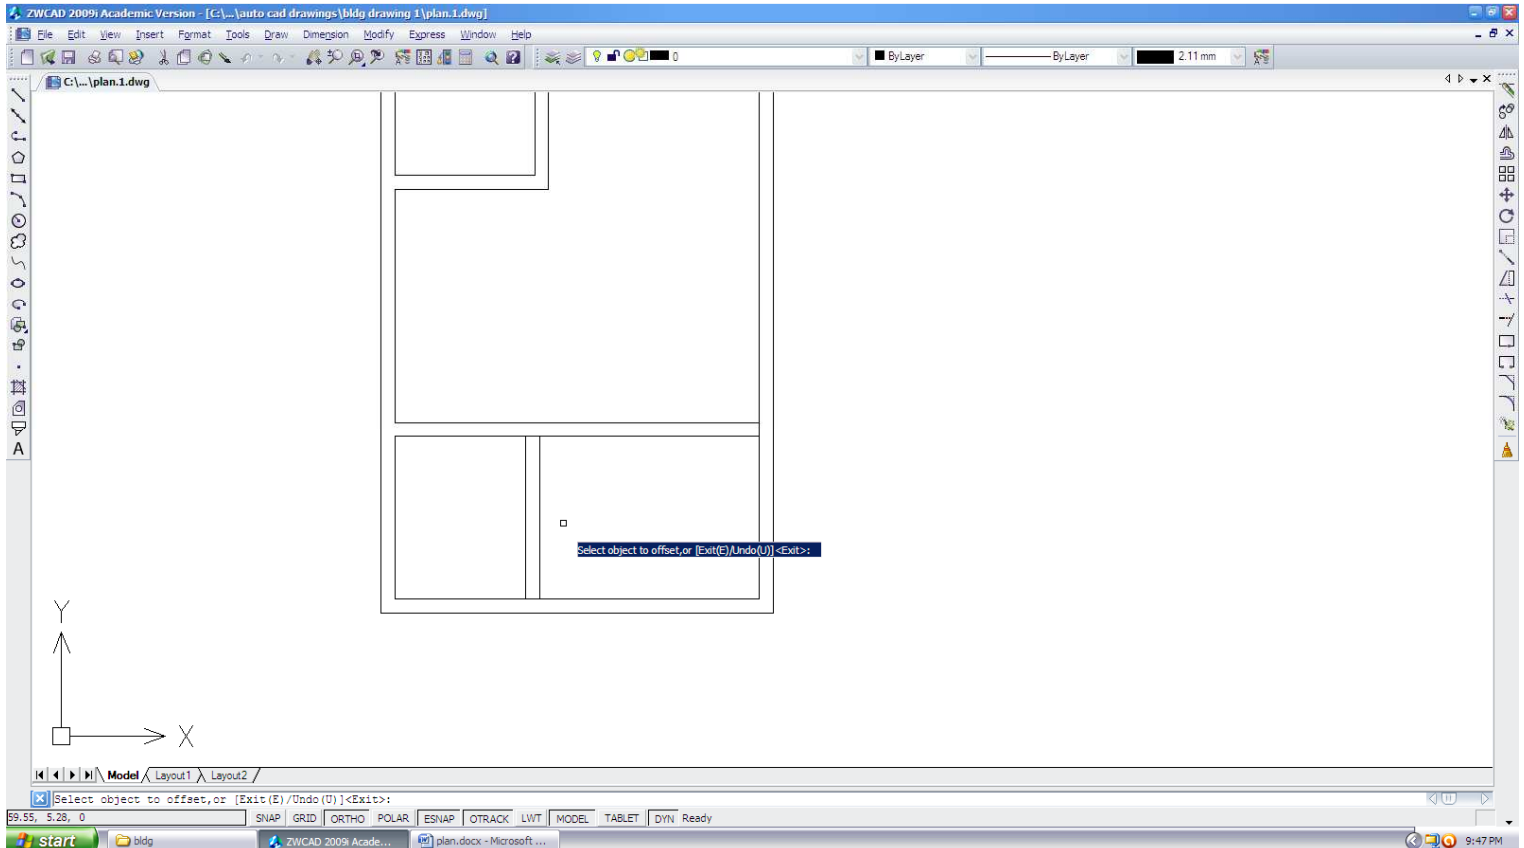 ZWCAD 2009i Academic Version - [C:\...\auto cad drawings\bldg drawing 1\plan.1.dwg]
File Edit View Insert Format Tools Draw Dimension Modify Express Window Help
0 ByLayer ByLayer 2.11 mm
C:\...\plan.1.dwg
A
Select object to offset,or [Exit(E)/Undo(U)]<Exit>:
Y
X
Model Layout1 Layout2
Select object to offset,or [Exit(E)/Undo(U)]<Exit>:
59.55, 5.28, 0 SNAP GRID ORTHO POLAR ESNAP OTRACK LWT MODEL TABLET DYN Ready
start bldg ZWCAD 2009i Acade... plan.docx - Microsoft ... 9:47 PM